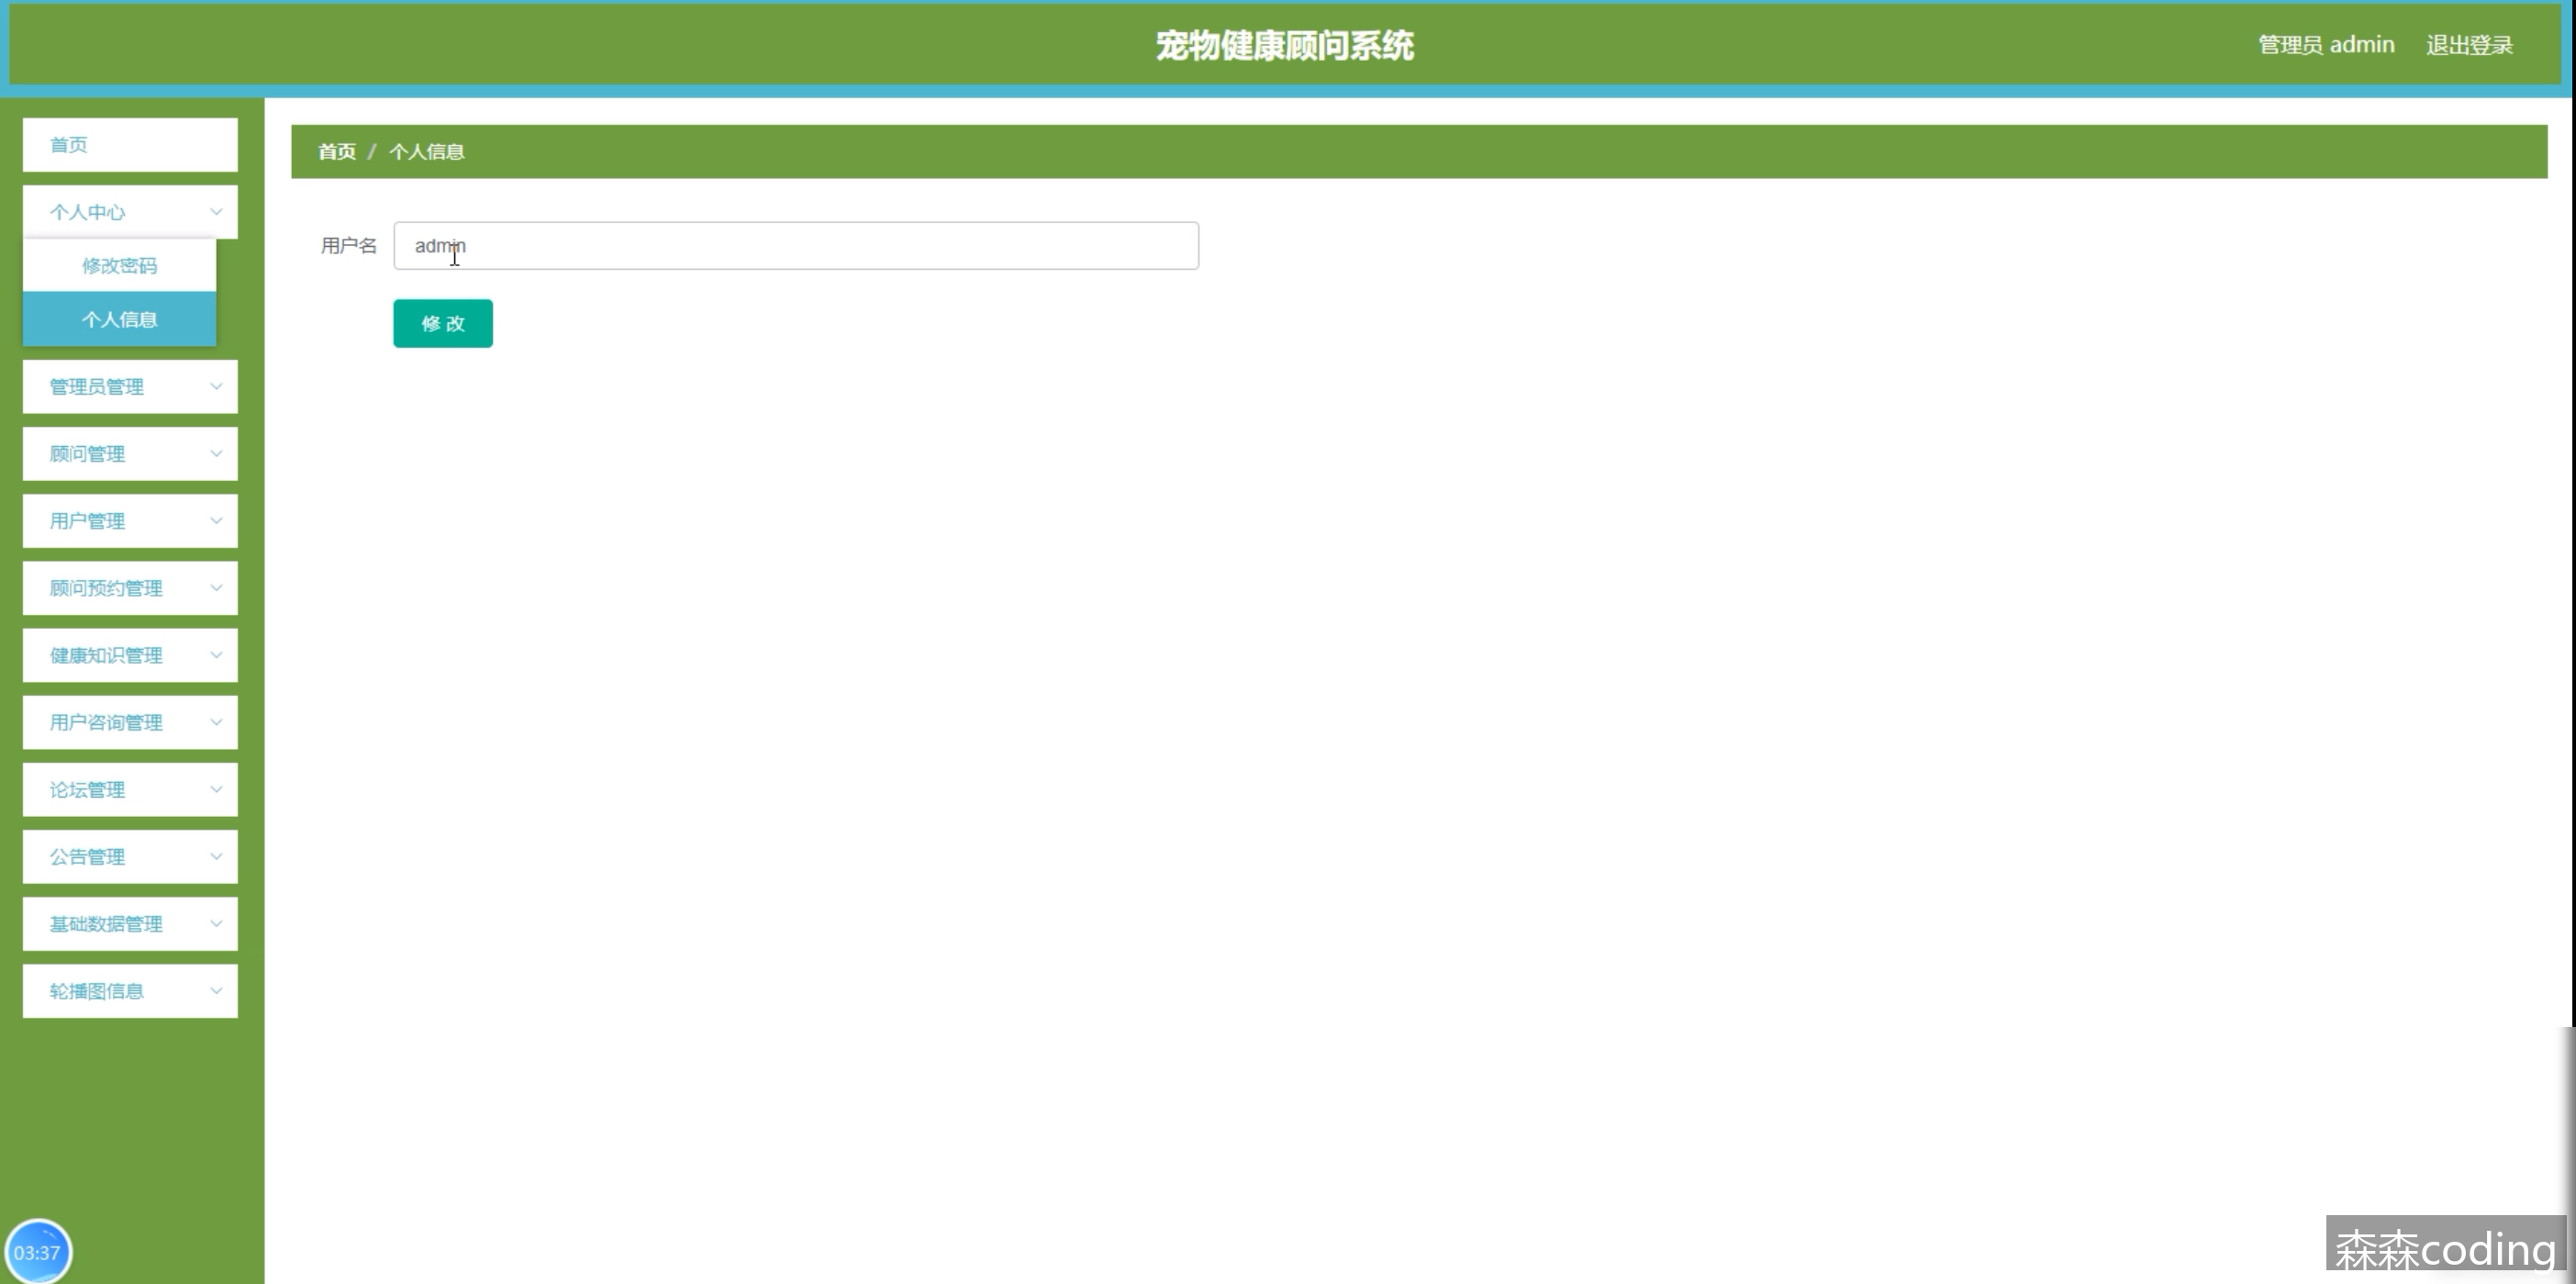 宠物健康顾问系统
管理员 admin 退出登录
首页
个人中心
修改密码
个人信息
管理员管理
顾问管理
用户管理
顾问预约管理
健康知识管理
用户咨询管理
论坛管理
公告管理
基础数据管理
轮播图信息
首页 / 个人信息
用户名 admin
修 改
03:37
森森coding